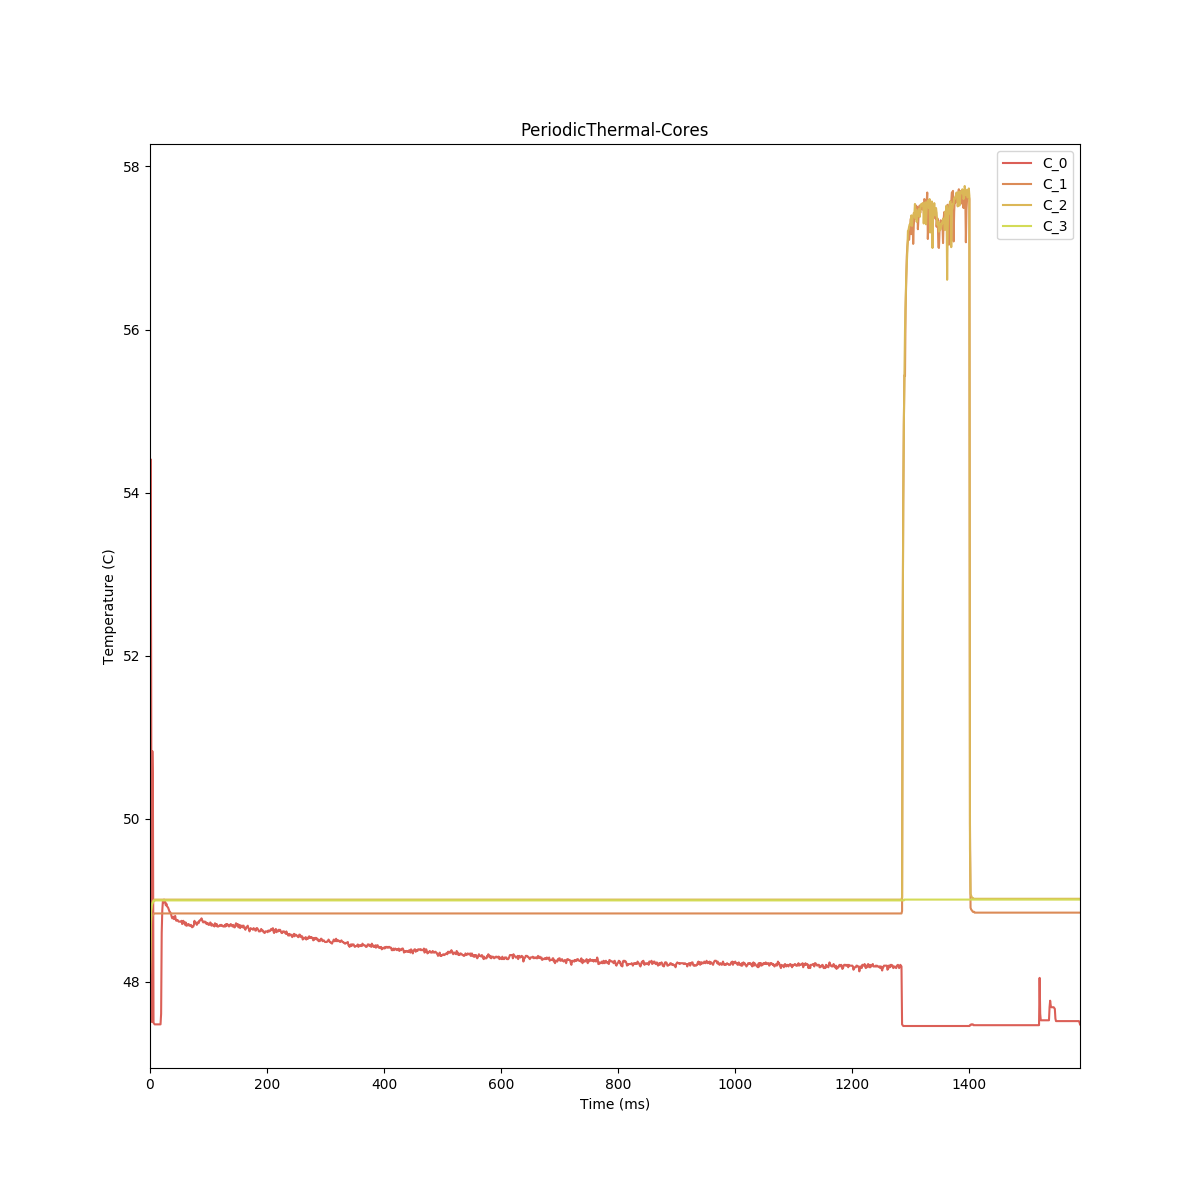 PeriodicThermal-Cores
C_0
C_1
C_2
C_3
58
56
54
52
50
48
Temperature (C)
0 200 400 600 800 1000 1200 1400
Time (ms)